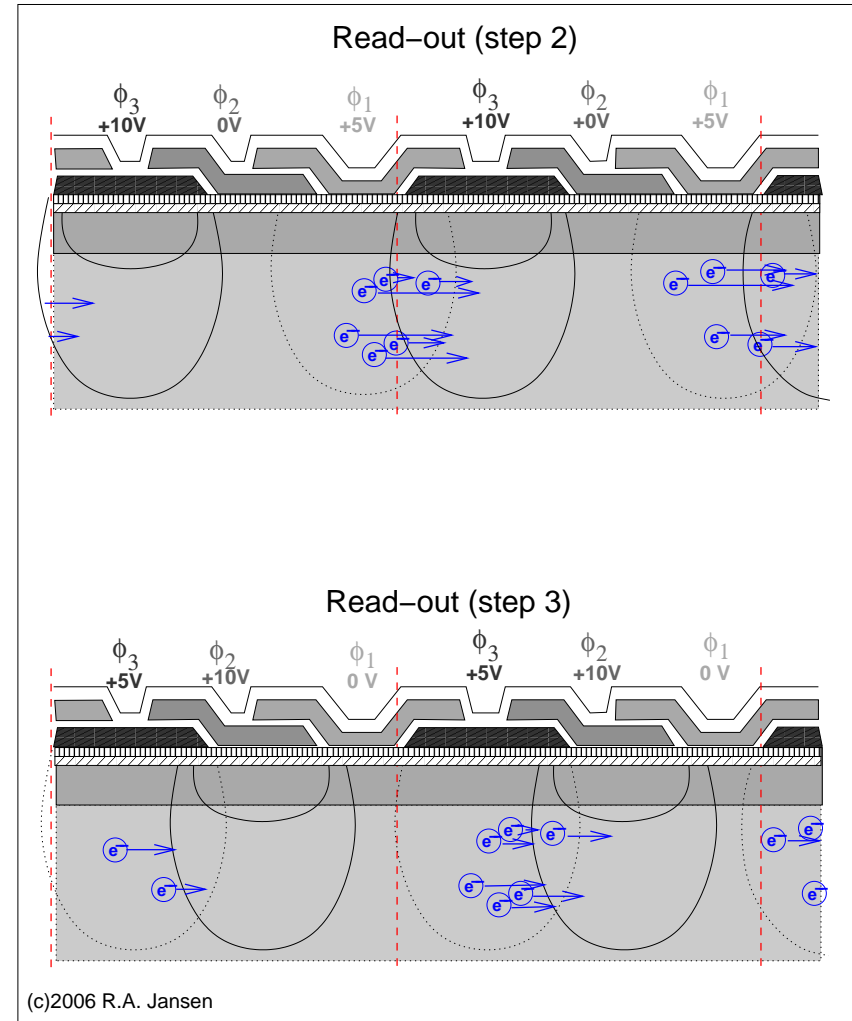 Read−out (step 2)
ϕ3 ϕ2 ϕ1 ϕ3 ϕ2 ϕ1
+10V 0V +5V +10V +0V +5V
e− e− e− e− e− e−
e− e− e− e− e− e−
Read−out (step 3)
ϕ3 ϕ2 ϕ1 ϕ3 ϕ2 ϕ1
+5V +10V 0 V +5V +10V 0 V
e− e− e− e− e− e−
e− e− e− e− e− e−
(c)2006 R.A. Jansen